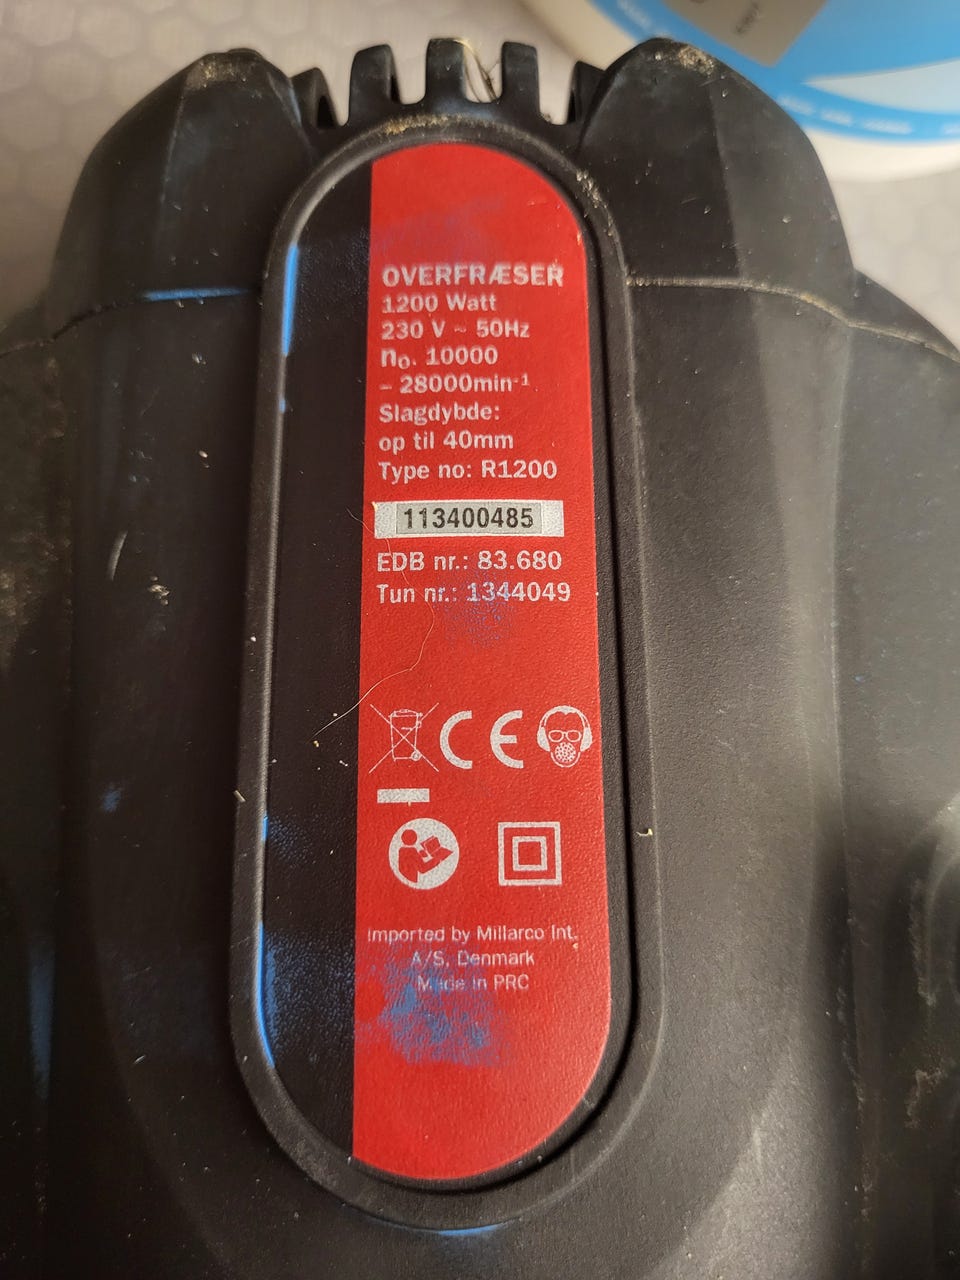 OVERFRÆSER
1200 Watt
230 V ~ 50Hz
n₀. 10000
– 28000min⁻¹
Slagdybde:
op til 40mm
Type no: R1200
113400485
EDB nr.: 83.680
Tun nr.: 1344049
CE
Imported by Millarco Int.
A/S, Denmark
Made in PRC